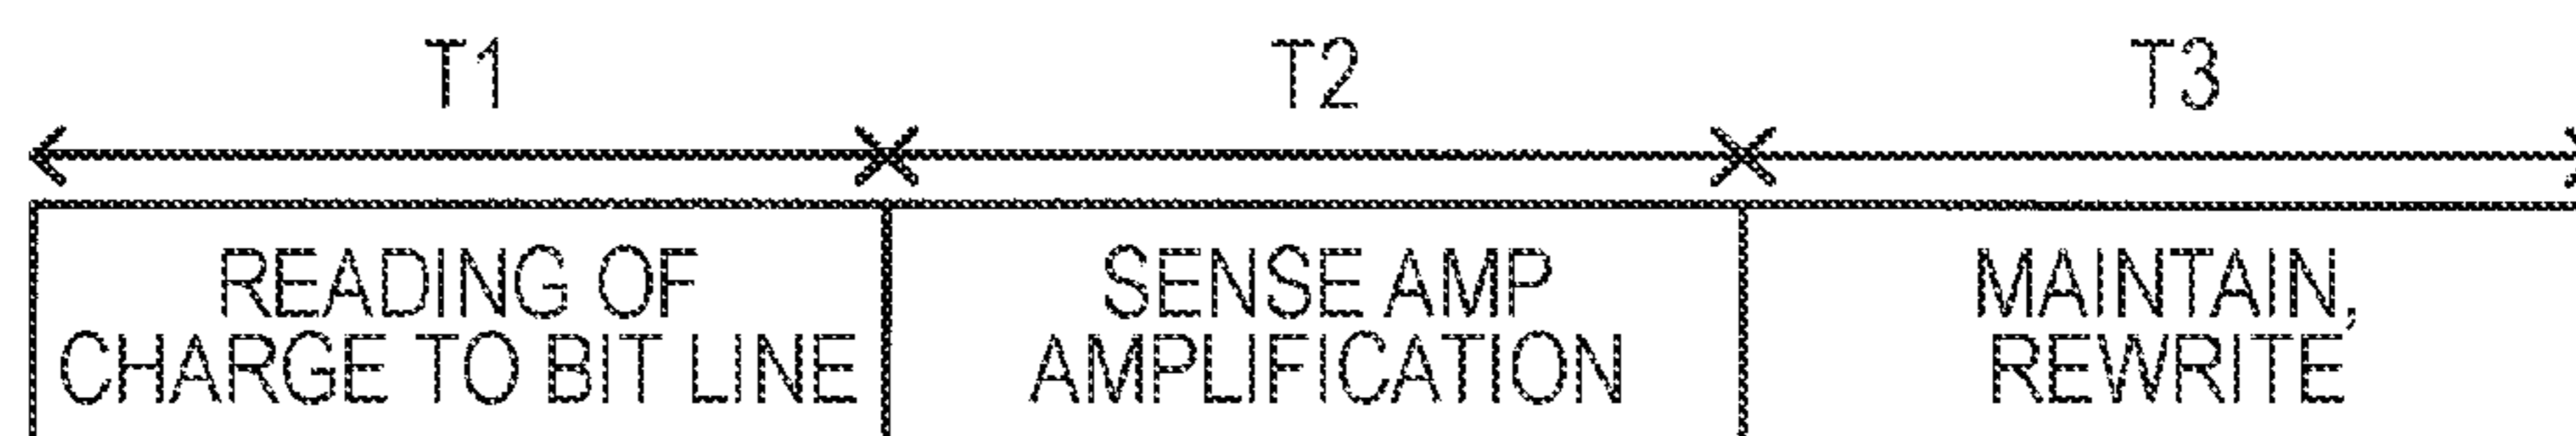 T1 T2 T3
READING OF CHARGE TO BIT LINE
SENSE AMP AMPLIFICATION
MAINTAIN, REWRITE